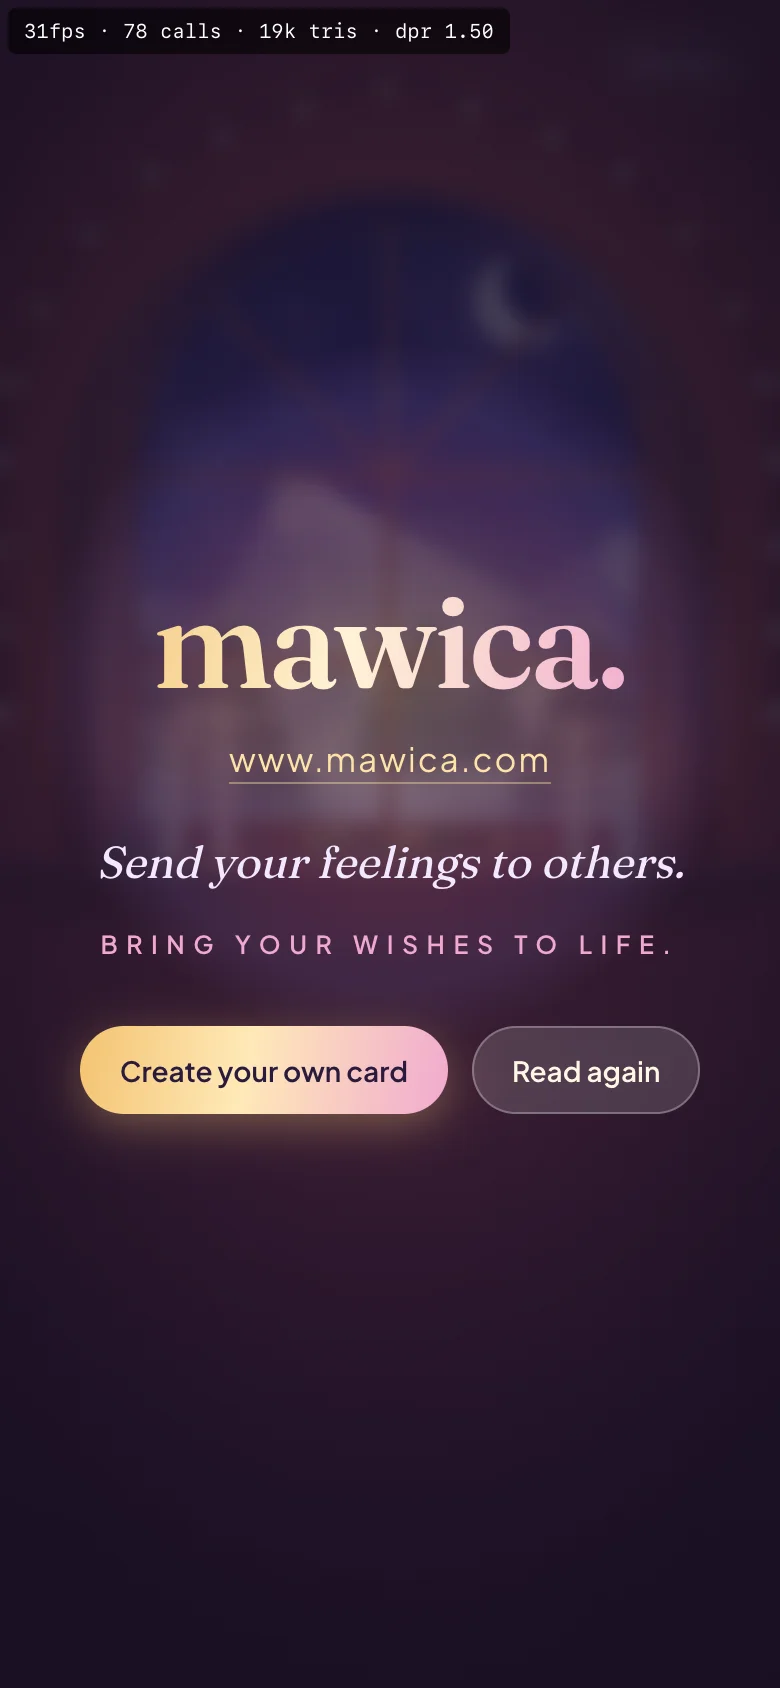 31fps · 78 calls · 19k tris · dpr 1.50
mawica.
www.mawica.com
Send your feelings to others.
BRING YOUR WISHES TO LIFE.
Create your own card
Read again